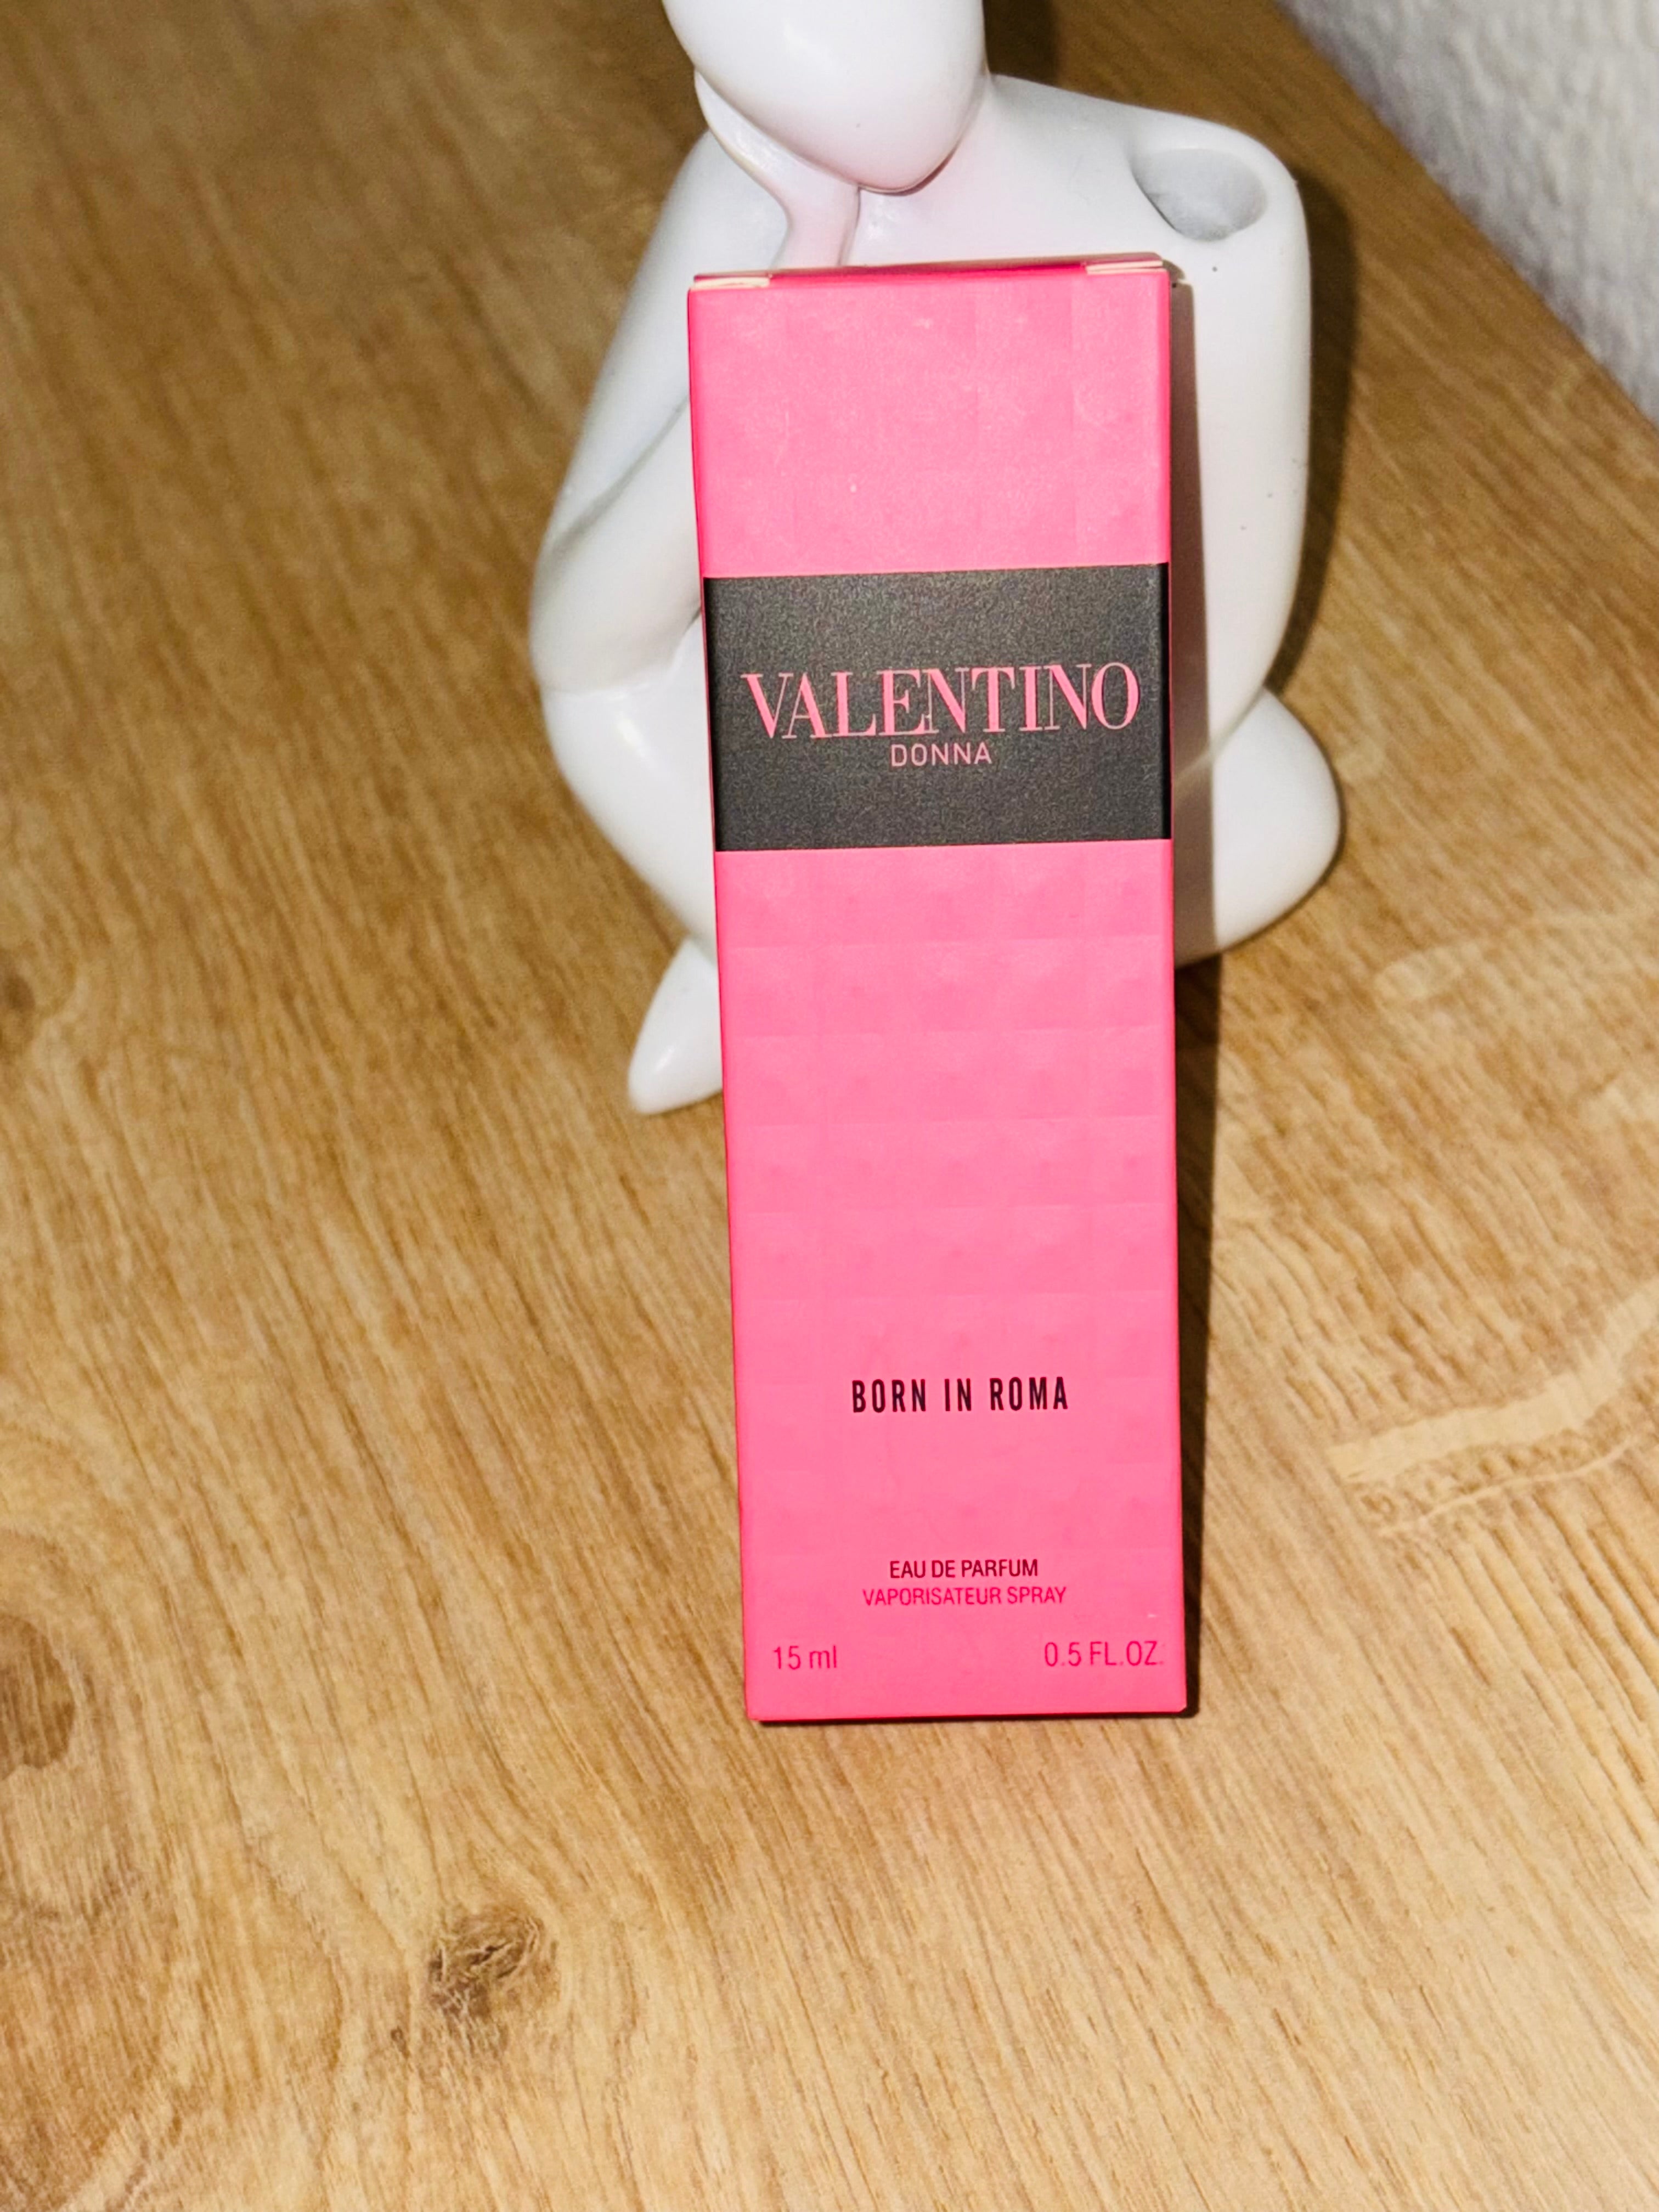 VALENTINO
DONNA
BORN IN ROMA
EAU DE PARFUM
VAPORISATEUR SPRAY
15 ml 0.5 FL.OZ.